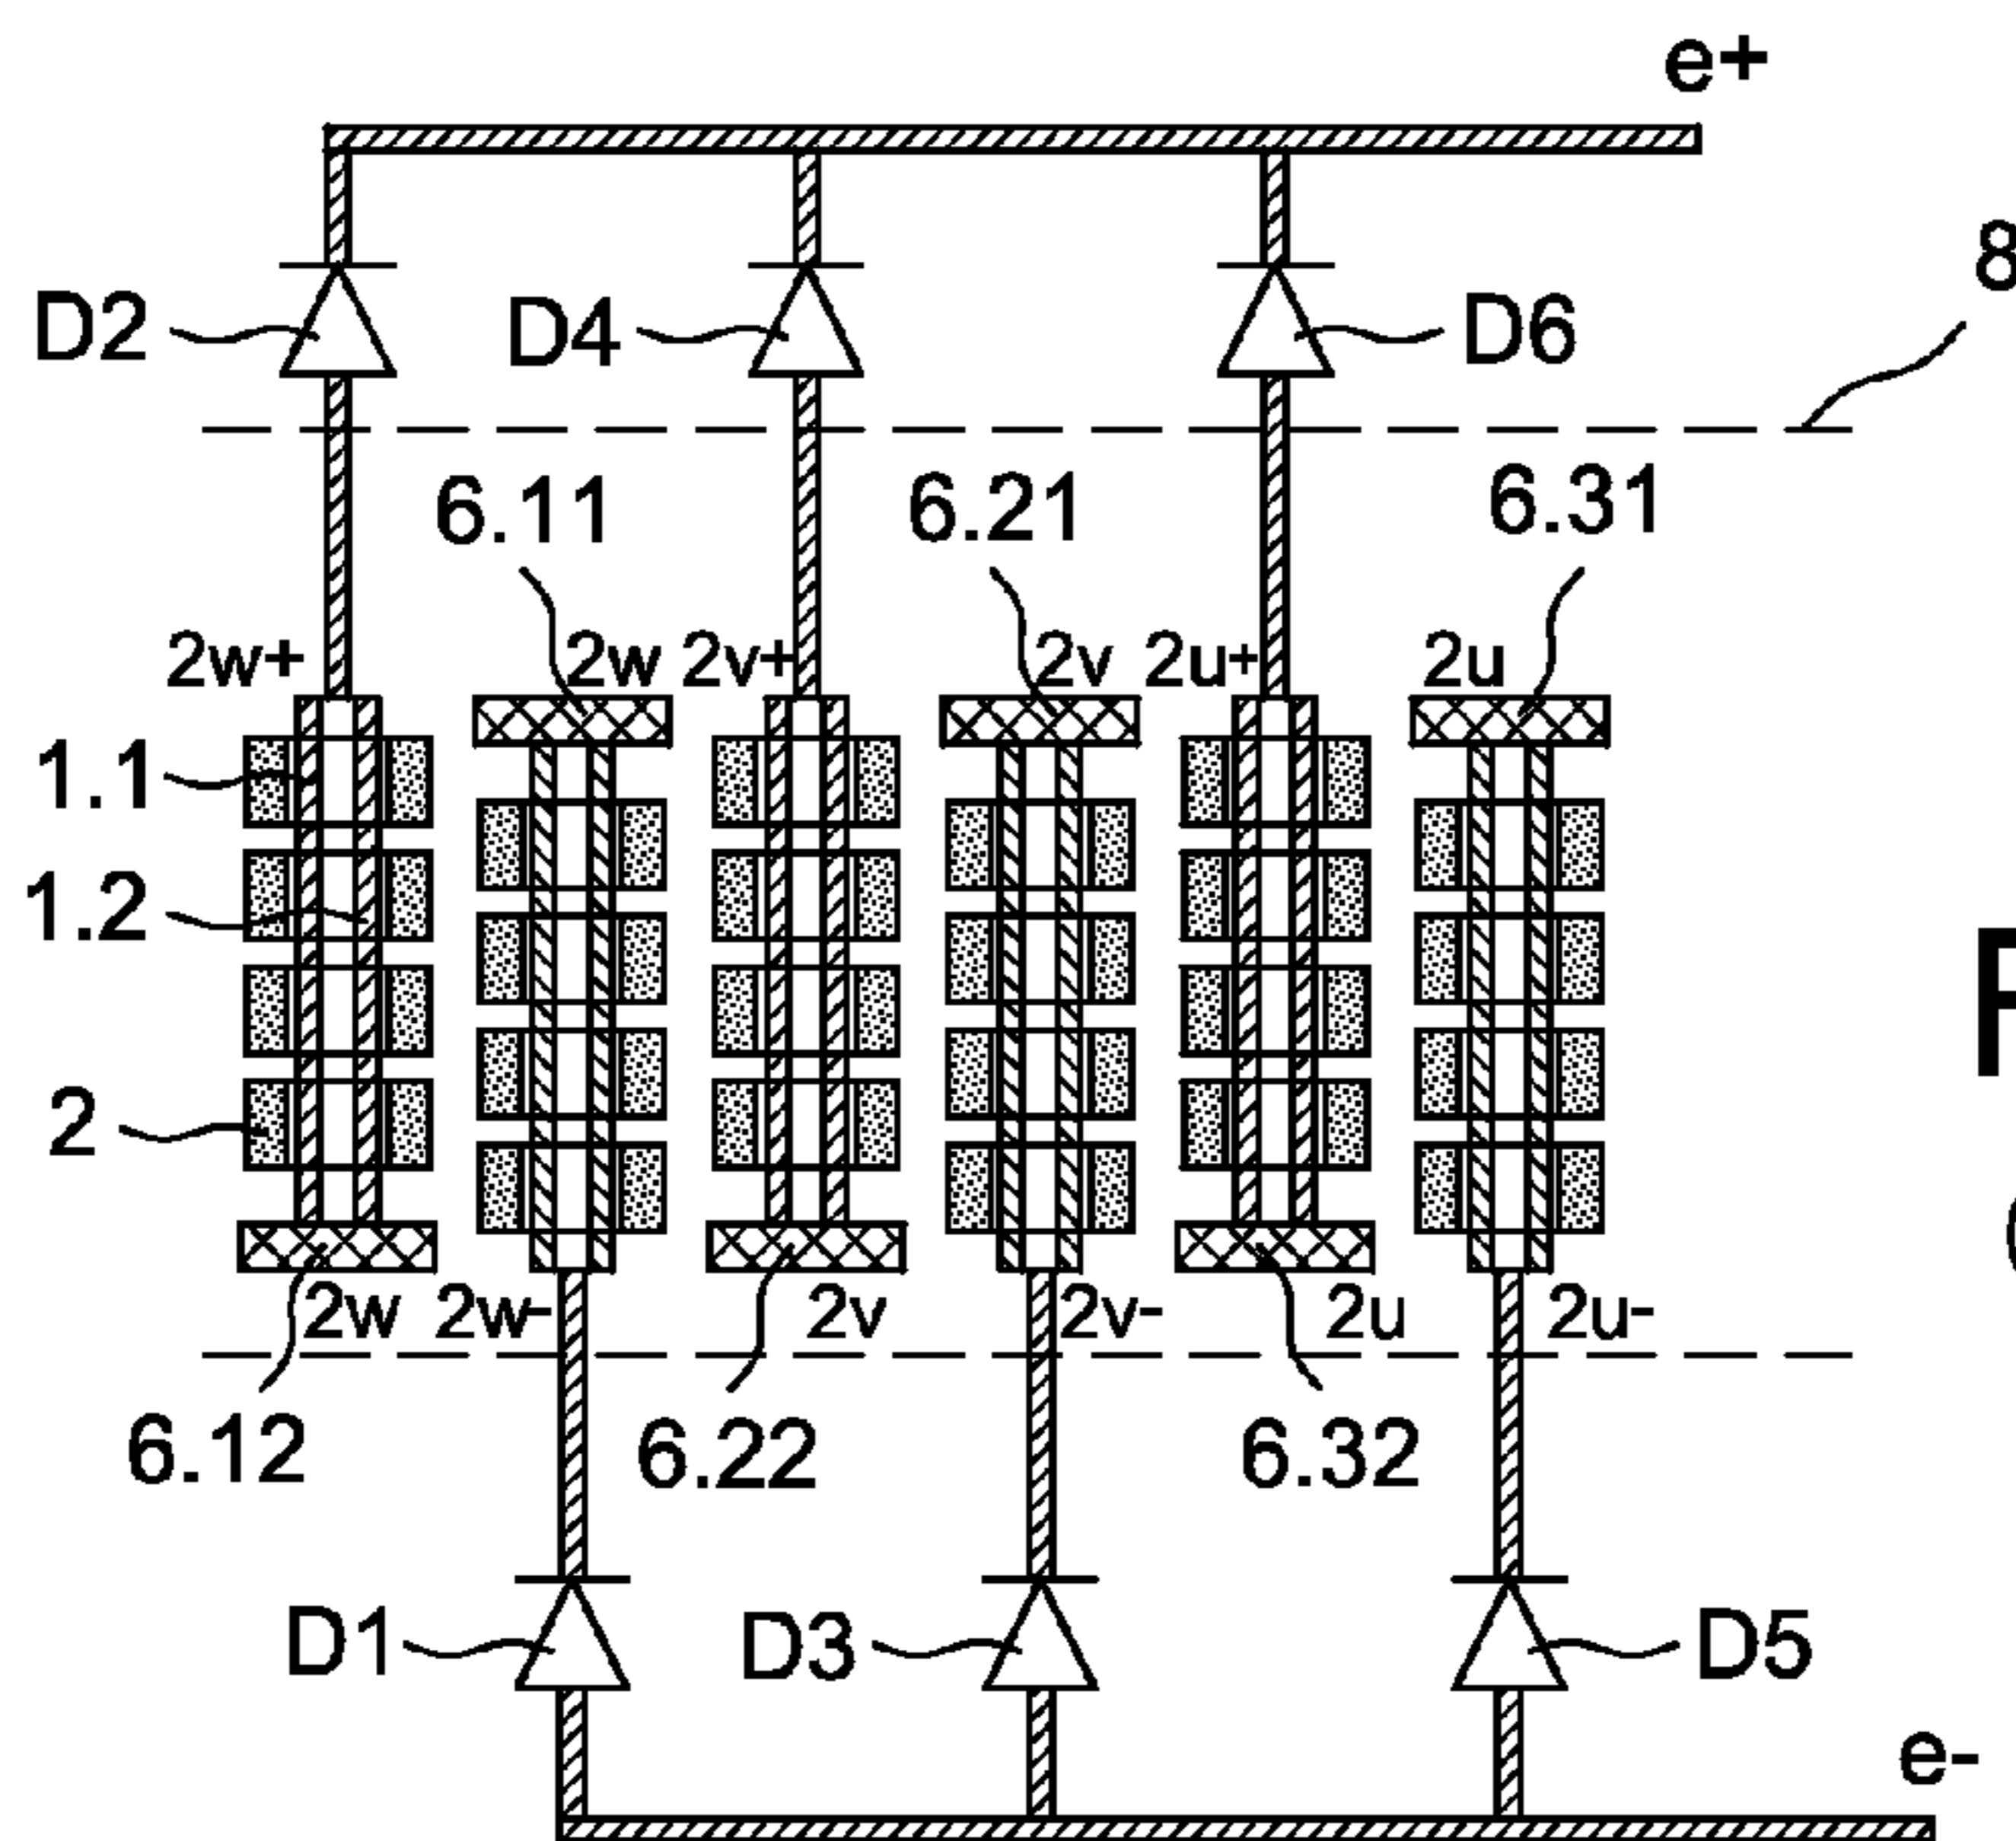 e+
8
D2 D4 D6
6.11 6.21 6.31
2w+ 2w 2v+ 2v 2u+ 2u
1.1
1.2
2
2w 2w- 2v 2v- 2u 2u-
6.12 6.22 6.32
D1 D3 D5
e-